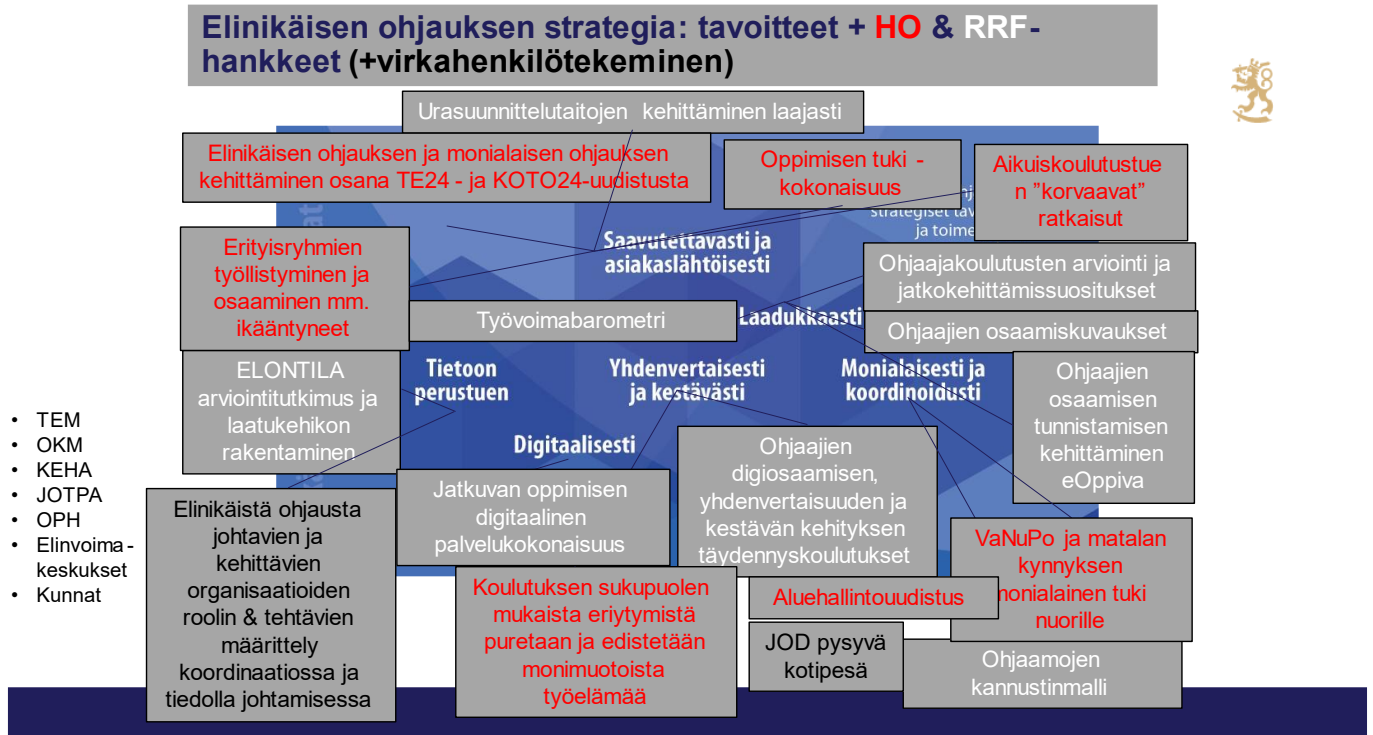 Elinikäisen ohjauksen strategia: tavoitteet + HO & RRF-
hankkeet (+virkahenkilötekeminen)
Urasuunnittelutaitojen kehittäminen laajasti
Elinikäisen ohjauksen ja monialaisen ohjauksen
kehittäminen osana TE24 - ja KOTO24-uudistusta
Oppimisen tuki -
kokonaisuus
Aikuiskoulutustue
n ”korvaavat”
ratkaisut
strategiset
ja
Saavutettavasti ja
asiakaslähtöisesti
Erityisryhmien
työllistyminen ja
osaaminen mm.
ikääntyneet
Ohjaajakoulutusten arviointi ja
jatkokehittämissuositukset
Työvoimabarometri
Laadukkaasti
Ohjaajien osaamiskuvaukset
ELONTILA
arviointitutkimus ja
laatukehikon
rakentaminen
Tietoon
perustuen
Yhdenvertaisesti
ja kestävästi
Monialaisesti ja
koordinoidusti
Ohjaajien
osaamisen
tunnistamisen
kehittäminen
eOppiva
• TEM
• OKM
• KEHA
• JOTPA
• OPH
• Elinvoima-
keskukset
• Kunnat
Digitaalisesti
Ohjaajien
digiosaamisen,
yhdenvertaisuuden ja
kestävän kehityksen
täydennyskoulutukset
Jatkuvan oppimisen
digitaalinen
palvelukokonaisuus
Elinikäistä ohjausta
johtavien ja
kehittävien
organisaatioiden
roolin & tehtävien
määrittely
koordinaatiossa ja
tiedolla johtamisessa
VaNuPo ja matalan
kynnyksen
monialainen tuki
nuorille
Koulutuksen sukupuolen
mukaista eriytymistä
puretaan ja edistetään
monimuotoista
työelämää
Aluehallintouudistus
JOD pysyvä
kotipesä
Ohjaamojen
kannustinmalli